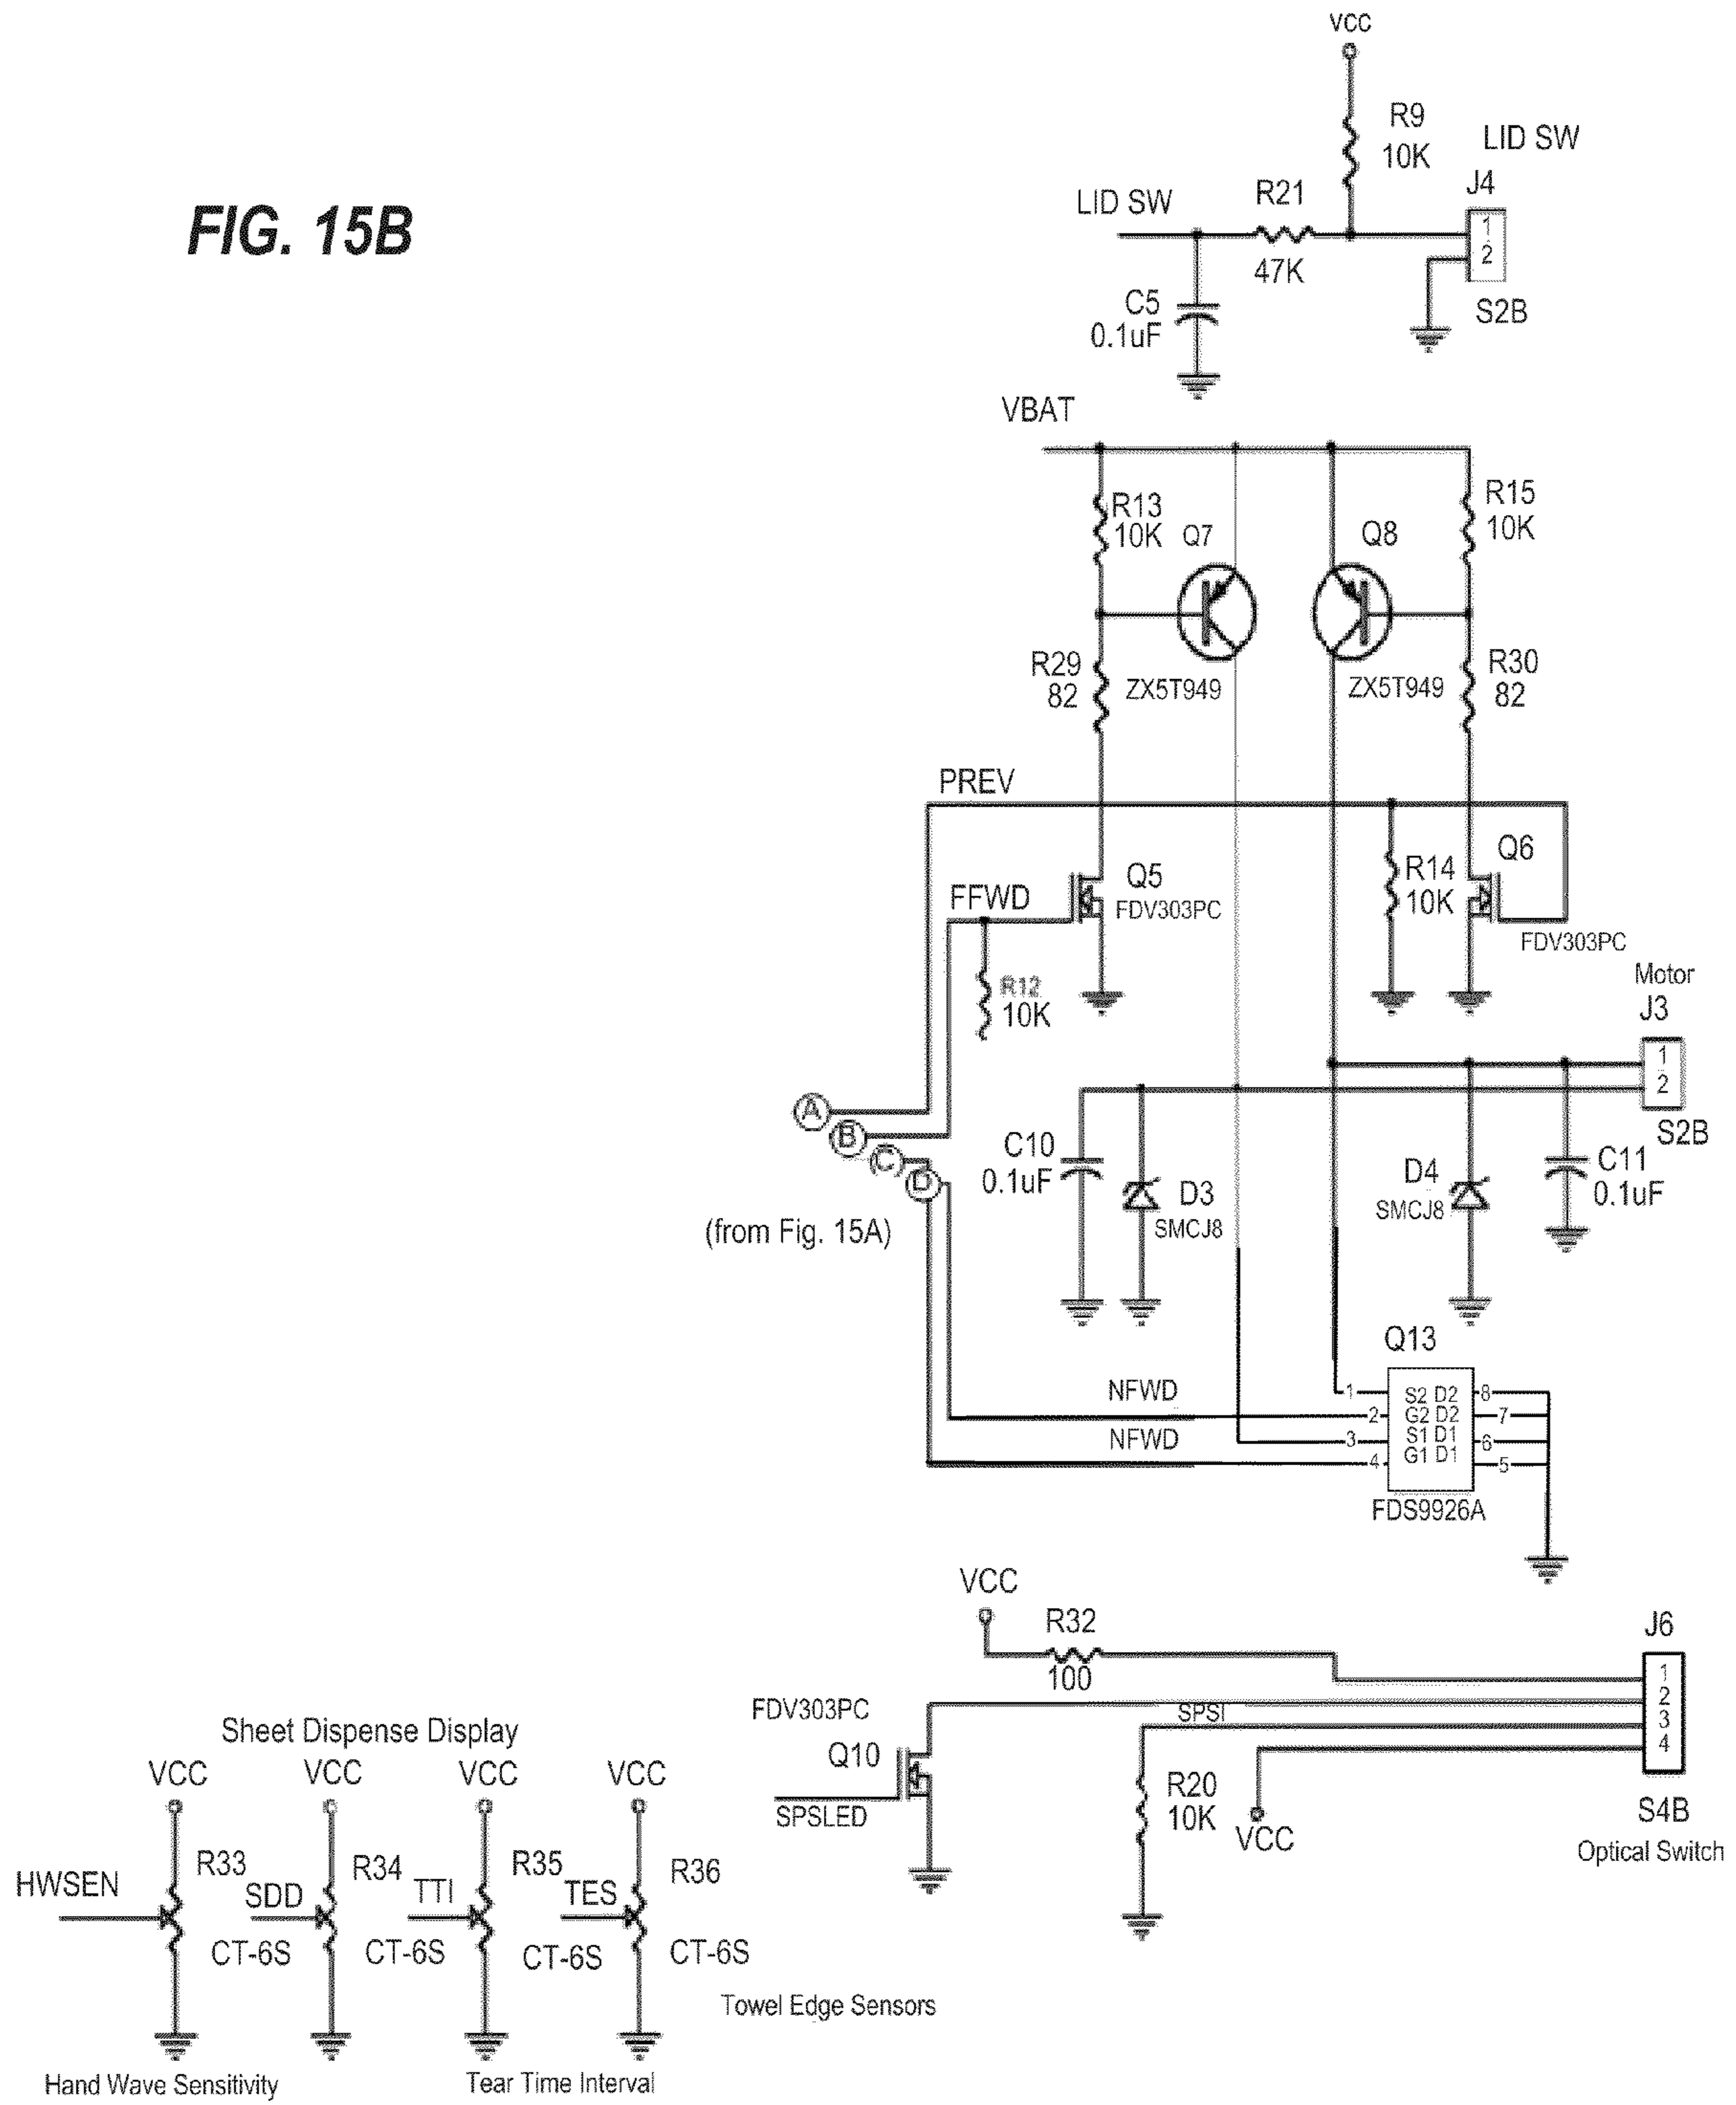 FIG. 15B
VCC
R9
10K
LID SW
J4
LID SW
R21
47K
1
2
S2B
C5
0.1uF
VBAT
R13
10K
Q7
Q8
R15
10K
R29
82
ZX5T949
ZX5T949
R30
82
PREV
Q5
FDV303PC
FFWD
R14
10K
Q6
FDV303PC
R12
10K
Motor
J3
1
2
S2B
A
B
C
D
(from Fig. 15A)
C10
0.1uF
D3
SMCJ8
D4
SMCJ8
C11
0.1uF
Q13
NFWD
NFWD
1
2
3
4
S2 D2
G2 D2
S1 D1
G1 D1
8
7
6
5
FDS9926A
VCC
R32
100
J6
1
2
3
4
S4B
Optical Switch
FDV303PC
Q10
SPSLED
SPSI
R20
10K
VCC
Sheet Dispense Display
VCC
VCC
VCC
VCC
HWSEN
R33
SDD
R34
TTI
R35
TES
R36
CT-6S
CT-6S
CT-6S
CT-6S
Towel Edge Sensors
Hand Wave Sensitivity
Tear Time Interval